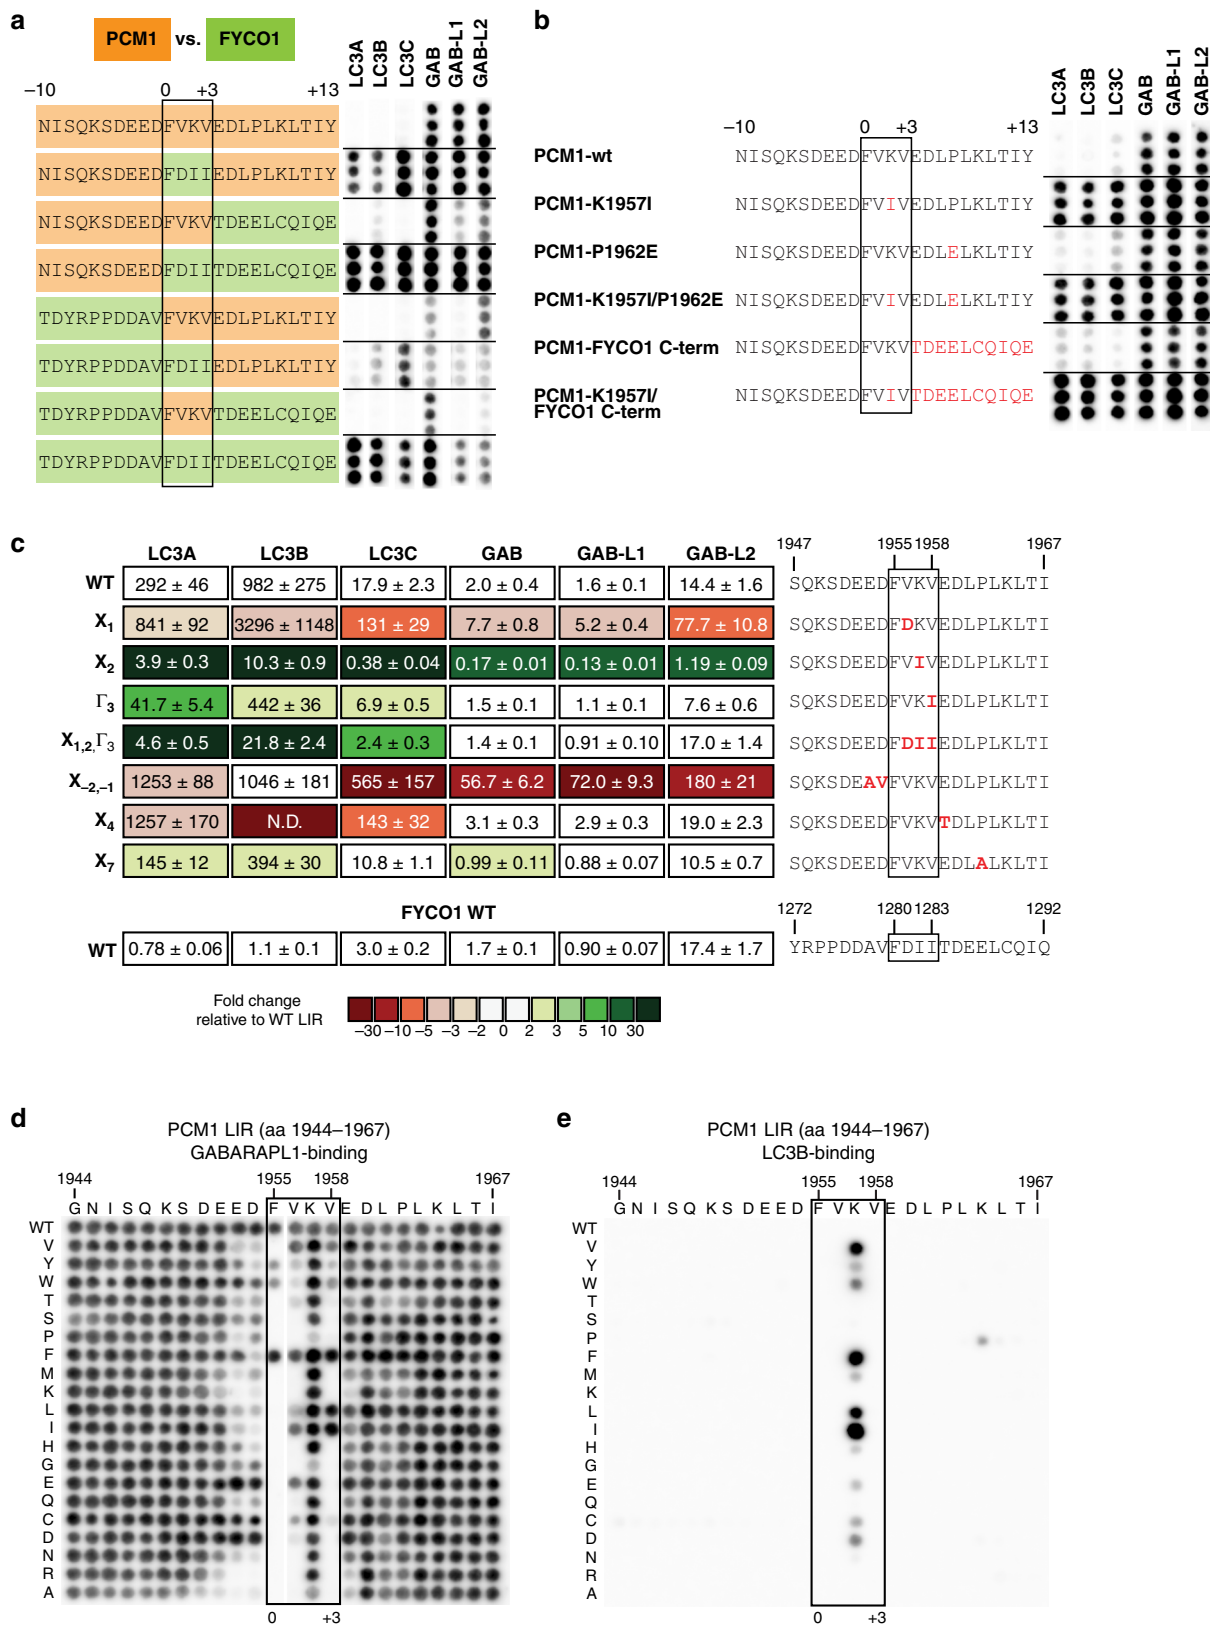 a
PCM1 vs. FYCO1
LC3A LC3B LC3C GAB GAB-L1 GAB-L2
–10 0 +3 +13
NISQKSDEEDFVKVEDLPLKLTIY
NISQKSDEEDFDIIEDLPLKLTIY
NISQKSDEEDFVKVTDEELCQIQE
NISQKSDEEDFDIITDEELCQIQE
TDYRPPDDAVFVKVEDLPLKLTIY
TDYRPPDDAVFDIIEDLPLKLTIY
TDYRPPDDAVFVKVTDEELCQIQE
TDYRPPDDAVFDIITDEELCQIQE
b
LC3A LC3B LC3C GAB GAB-L1 GAB-L2
–10 0 +3 +13
PCM1-wt NISQKSDEEDFVKVEDLPLKLTIY
PCM1-K1957I NISQKSDEEDFVIVEDLPLKLTIY
PCM1-P1962E NISQKSDEEDFVKVEDLELKLTIY
PCM1-K1957I/P1962E NISQKSDEEDFVIVEDLELKLTIY
PCM1-FYCO1 C-term NISQKSDEEDFVKVTDEELCQIQE
PCM1-K1957I/
FYCO1 C-term NISQKSDEEDFVIVTDEELCQIQE
c
LC3A LC3B LC3C GAB GAB-L1 GAB-L2
1947 1955 1958 1967
WT 292 ± 46 982 ± 275 17.9 ± 2.3 2.0 ± 0.4 1.6 ± 0.1 14.4 ± 1.6 SQKSDEEDFVKVEDLPLKLTI
X1 841 ± 92 3296 ± 1148 131 ± 29 7.7 ± 0.8 5.2 ± 0.4 77.7 ± 10.8 SQKSDEEDFDKVEDLPLKLTI
X2 3.9 ± 0.3 10.3 ± 0.9 0.38 ± 0.04 0.17 ± 0.01 0.13 ± 0.01 1.19 ± 0.09 SQKSDEEDFVIVEDLPLKLTI
Γ3 41.7 ± 5.4 442 ± 36 6.9 ± 0.5 1.5 ± 0.1 1.1 ± 0.1 7.6 ± 0.6 SQKSDEEDFVKIEDLPLKLTI
X1,2,Γ3 4.6 ± 0.5 21.8 ± 2.4 2.4 ± 0.3 1.4 ± 0.1 0.91 ± 0.10 17.0 ± 1.4 SQKSDEEDFDIIEDLPLKLTI
X–2,–1 1253 ± 88 1046 ± 181 565 ± 157 56.7 ± 6.2 72.0 ± 9.3 180 ± 21 SQKSDEAVFVKVEDLPLKLTI
X4 1257 ± 170 N.D. 143 ± 32 3.1 ± 0.3 2.9 ± 0.3 19.0 ± 2.3 SQKSDEEDFVKVTDLPLKLTI
X7 145 ± 12 394 ± 30 10.8 ± 1.1 0.99 ± 0.11 0.88 ± 0.07 10.5 ± 0.7 SQKSDEEDFVKVEDLALKLTI
FYCO1 WT
1272 1280 1283 1292
WT 0.78 ± 0.06 1.1 ± 0.1 3.0 ± 0.2 1.7 ± 0.1 0.90 ± 0.07 17.4 ± 1.7 YRPPDDAVFDIITDEELCQIQ
Fold change
relative to WT LIR
–30 –10 –5 –3 –2 0 2 3 5 10 30
d
PCM1 LIR (aa 1944–1967)
GABARAPL1-binding
1944 1955 1958 1967
G N I S Q K S D E E D F V K V E D L P L K L T I
WT
V
Y
W
T
S
P
F
M
K
L
I
H
G
E
Q
C
D
N
R
A
0 +3
e
PCM1 LIR (aa 1944–1967)
LC3B-binding
1944 1955 1958 1967
G N I S Q K S D E E D F V K V E D L P L K L T I
WT
V
Y
W
T
S
P
F
M
K
L
I
H
G
E
Q
C
D
N
R
A
0 +3